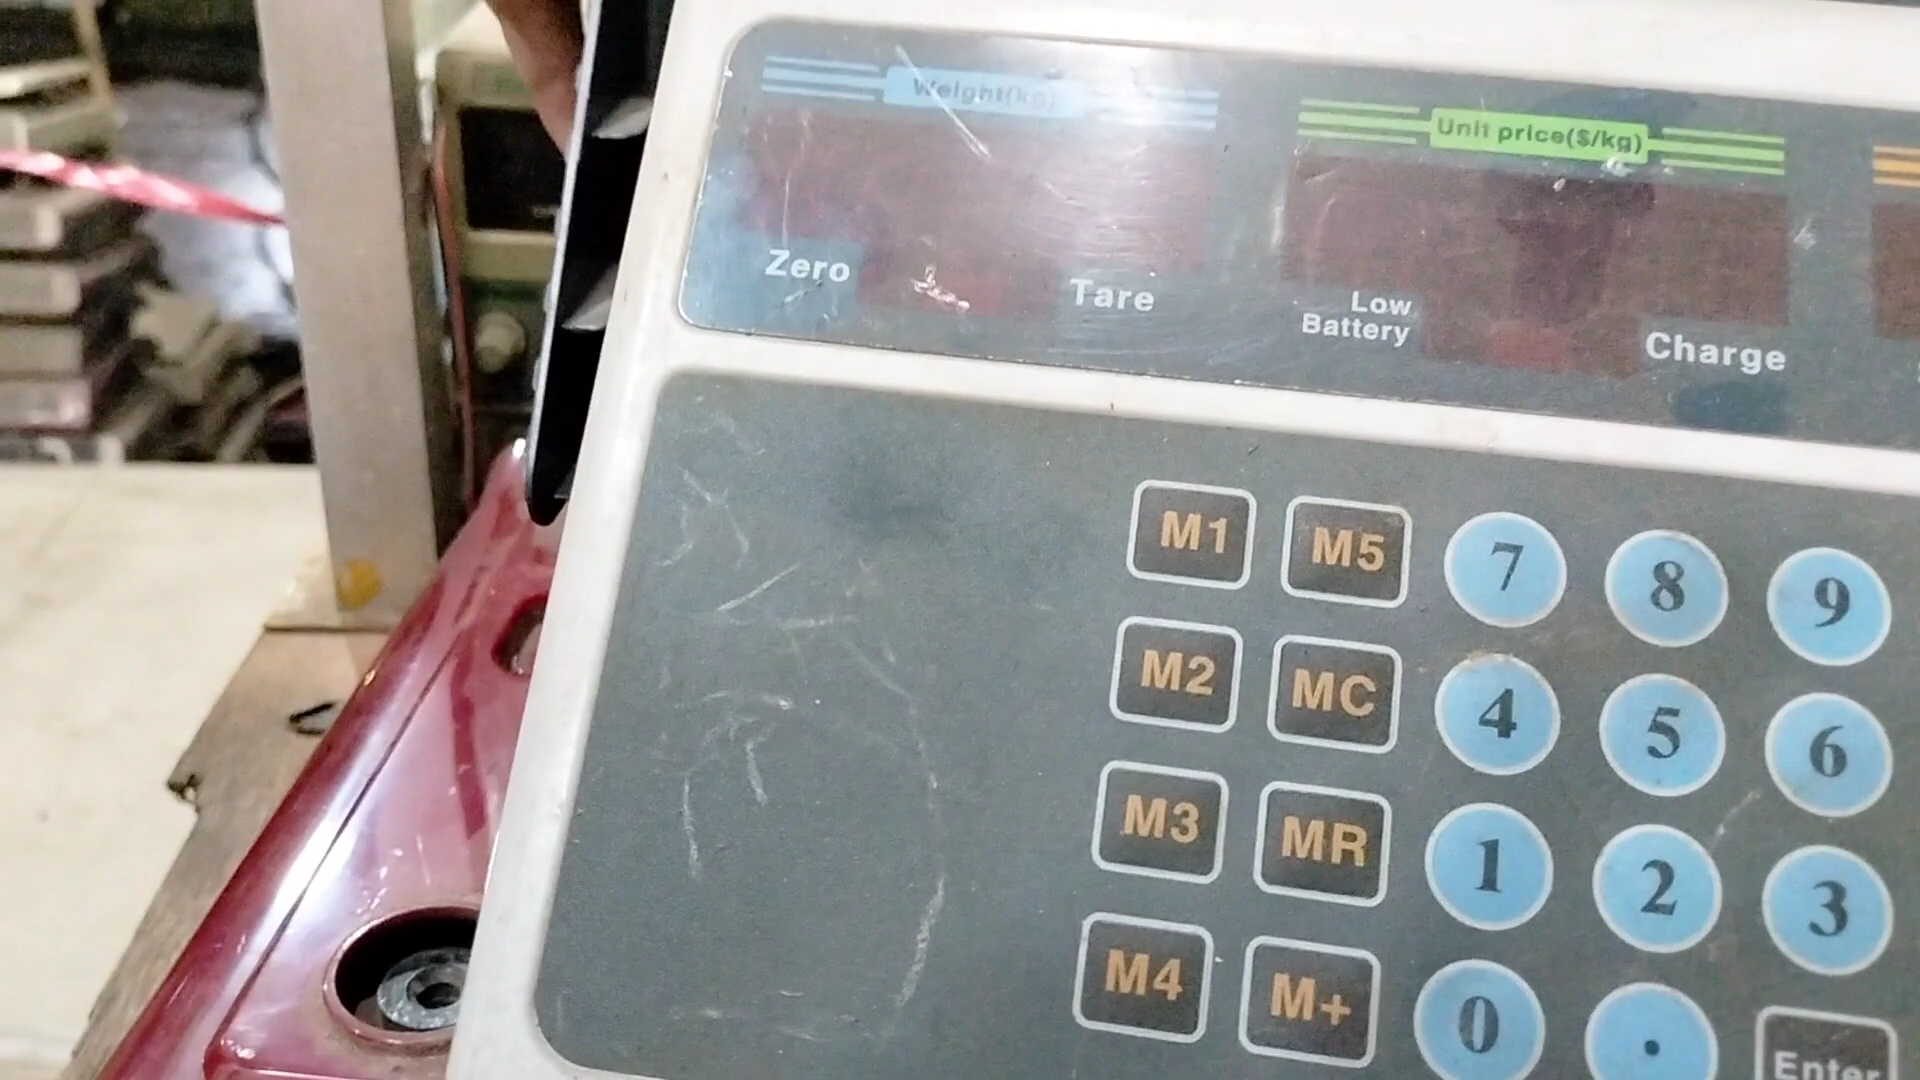 Weight(kg)
Unit price($/kg)
Zero
Tare
Low
Battery
Charge
M1 M5 7 8 9
M2 MC 4 5 6
M3 MR 1 2 3
M4 M+ 0 .
Enter